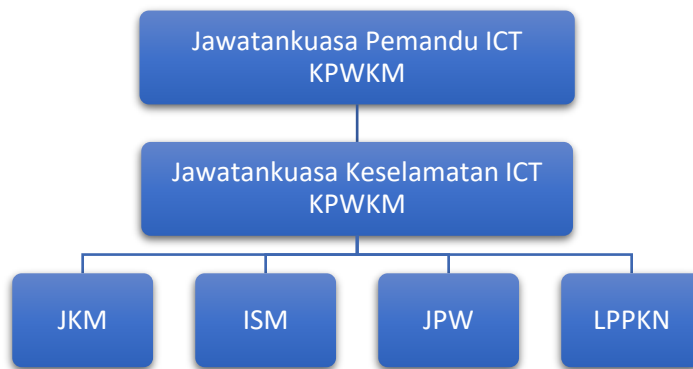 Jawatankuasa Pemandu ICT
KPWKM
Jawatankuasa Keselamatan ICT
KPWKM
JKM
ISM
JPW
LPPKN